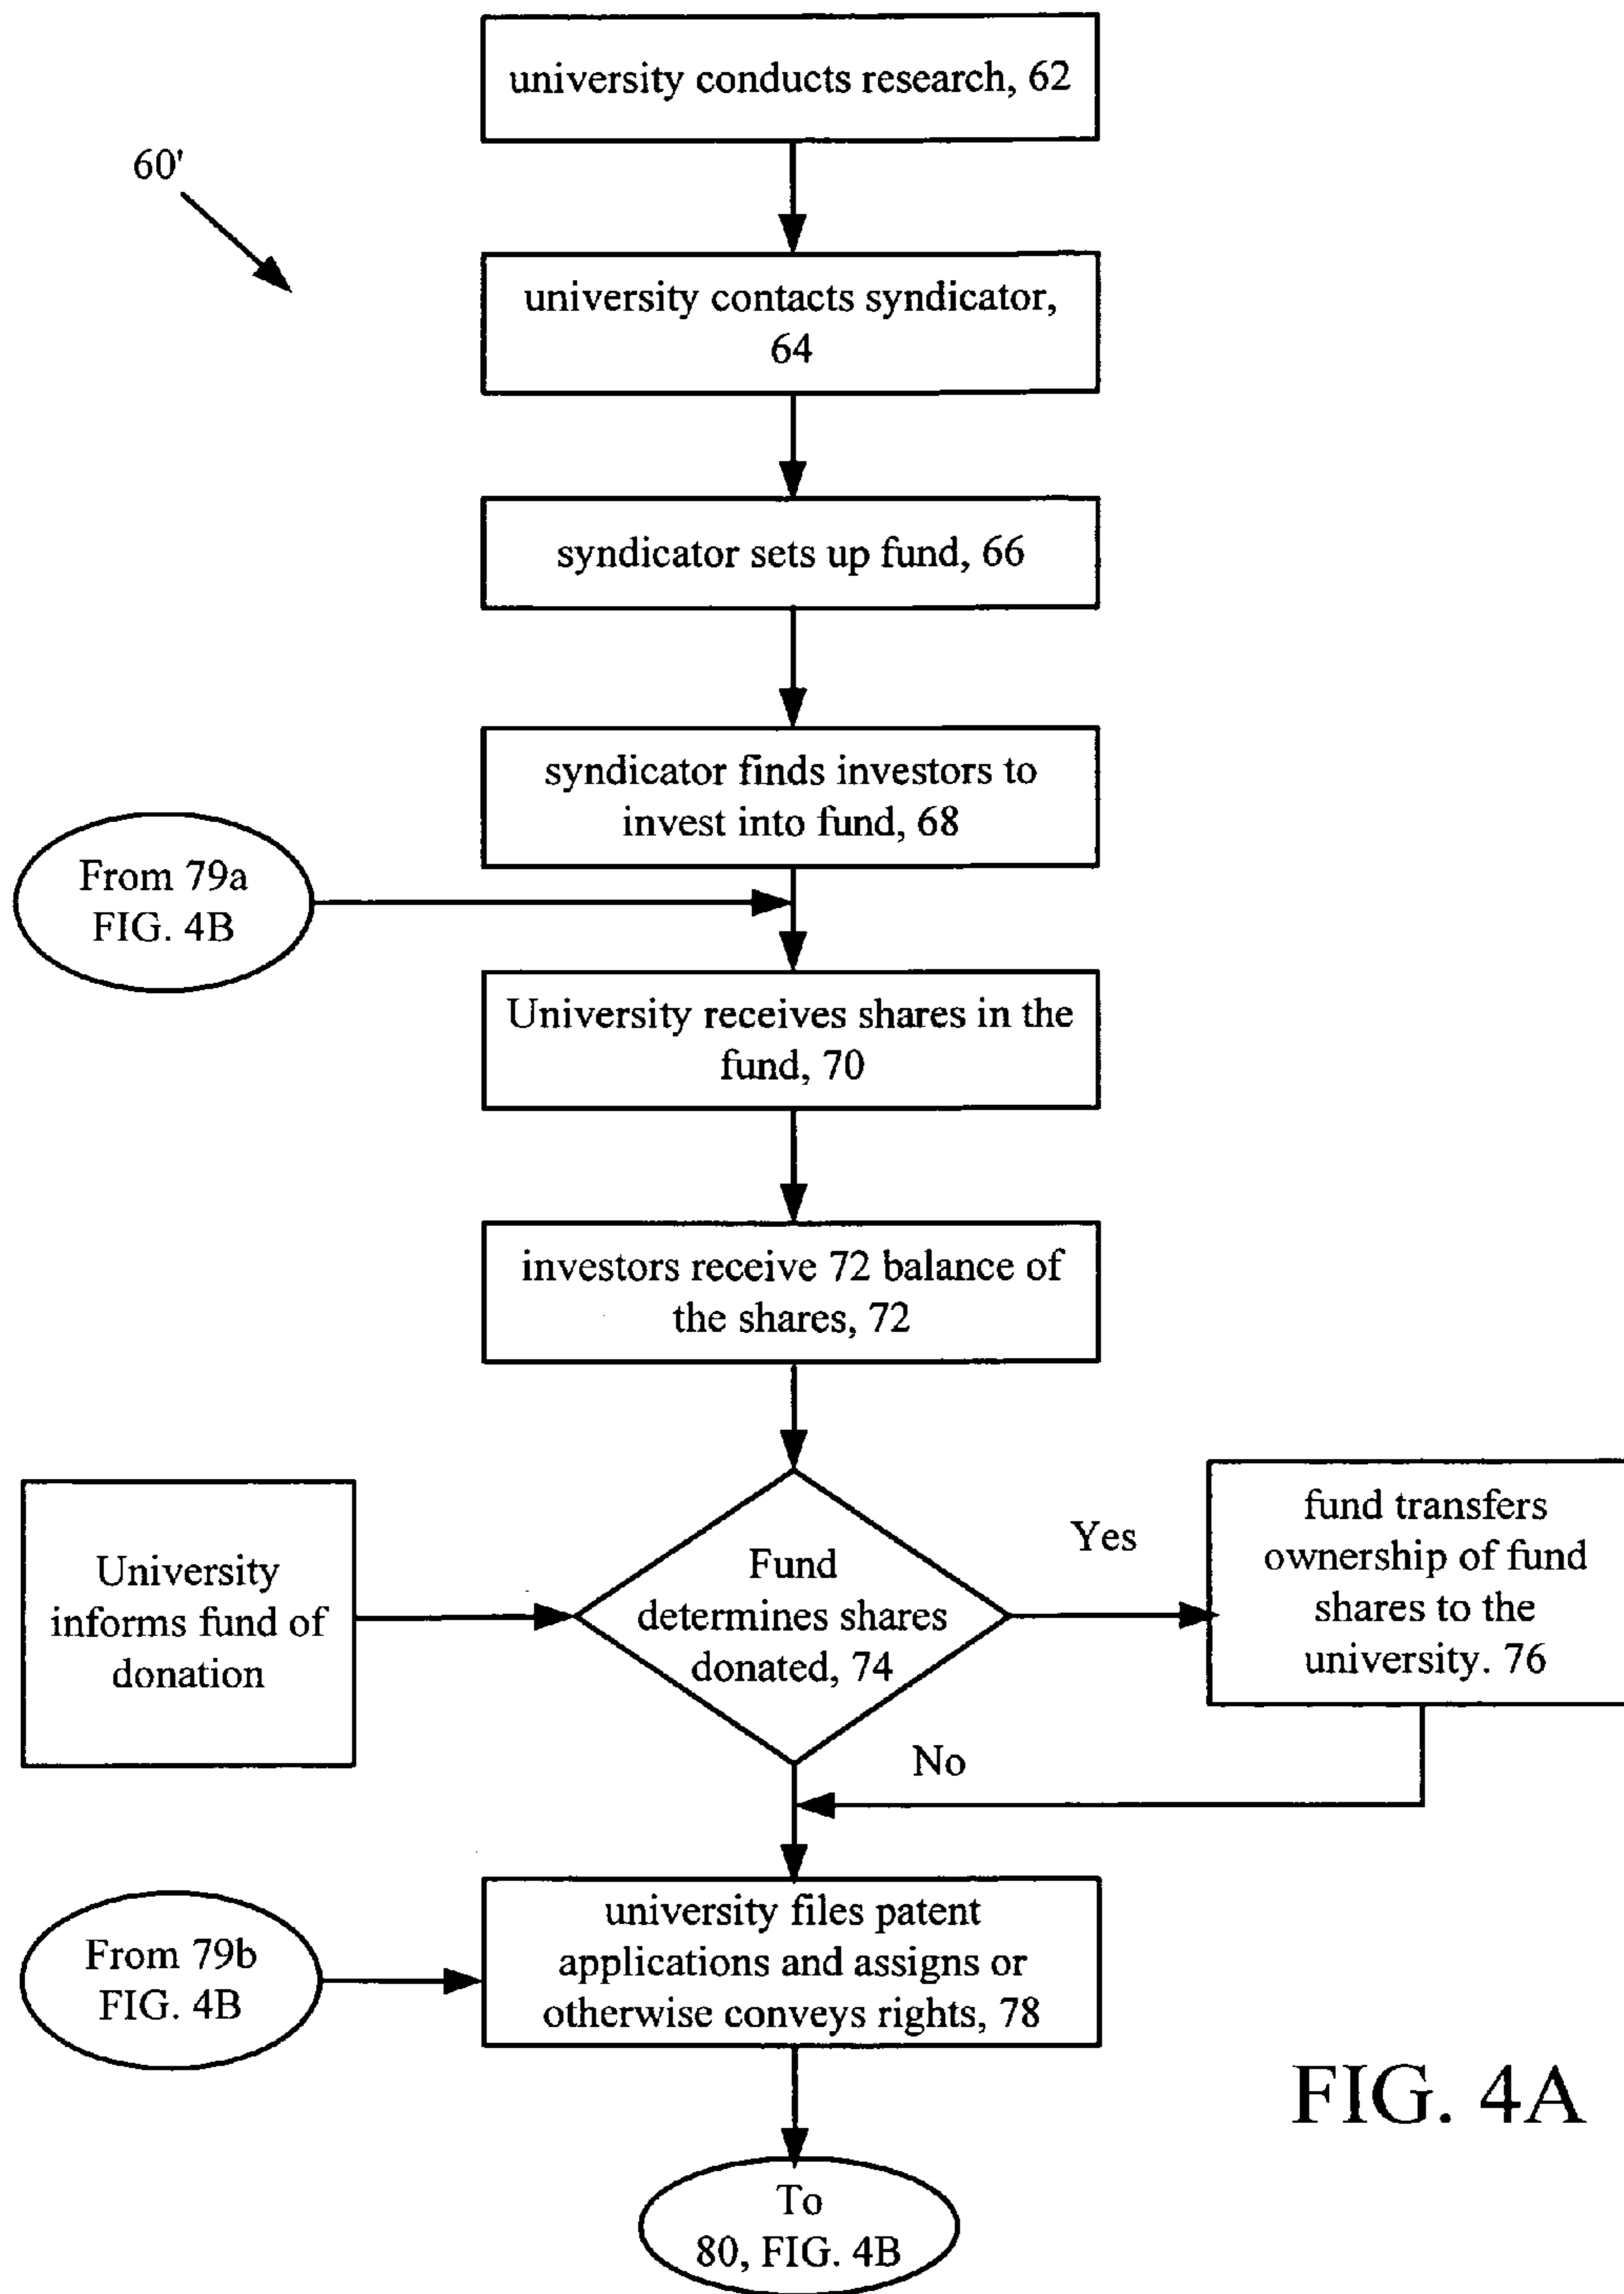 university conducts research, 62
60'
university contacts syndicator,
64
syndicator sets up fund, 66
syndicator finds investors to
invest into fund, 68
From 79a
FIG. 4B
University receives shares in the
fund, 70
investors receive 72 balance of
the shares, 72
University
informs fund of
donation
Fund
determines shares
donated, 74
Yes
fund transfers
ownership of fund
shares to the
university. 76
No
university files patent
applications and assigns or
otherwise conveys rights, 78
From 79b
FIG. 4B
FIG. 4A
To
80, FIG. 4B